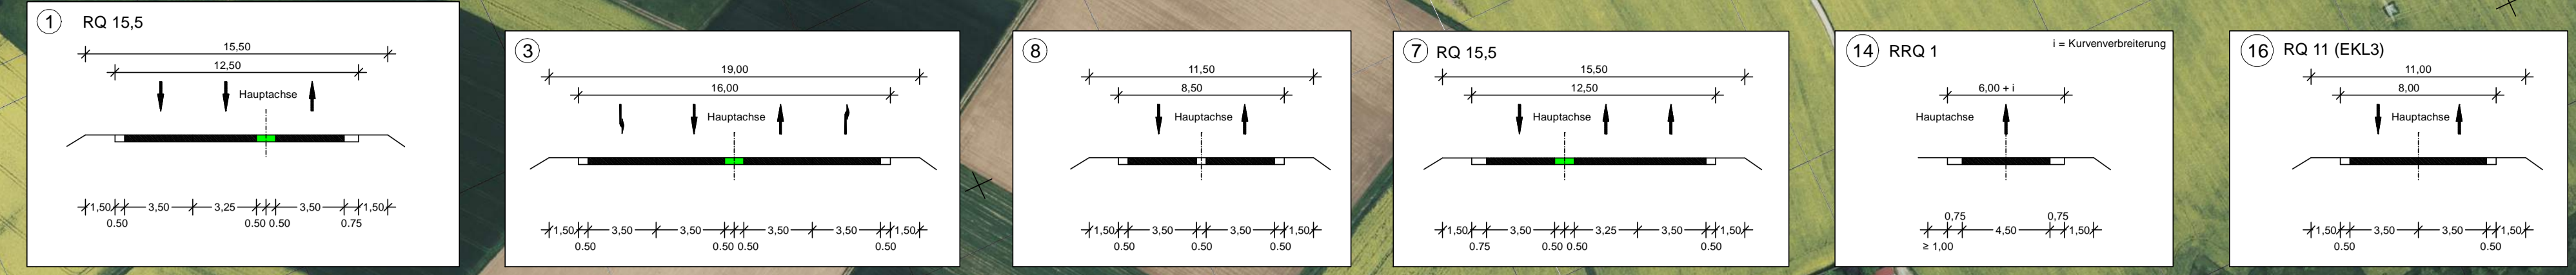 1 RQ 15,5
15,50
12,50
Hauptachse
1,50 3,50 3,25 3,50 1,50
0.50 0.50 0.50 0.75
3
19,00
16,00
Hauptachse
1,50 3,50 3,50 3,50 3,50 1,50
0.50 0.50 0.50 0.50
8
11,50
8,50
Hauptachse
1,50 3,50 3,50 1,50
0.50 0.50 0.50
7 RQ 15,5
15,50
12,50
Hauptachse
1,50 3,50 3,25 3,50 1,50
0.75 0.50 0.50 0.50
14 RRQ 1 i = Kurvenverbreiterung
6,00 + i
Hauptachse
0,75 0,75
4,50 1,50
≥ 1,00
16 RQ 11 (EKL3)
11,00
8,00
Hauptachse
1,50 3,50 3,50 1,50
0.50 0.50